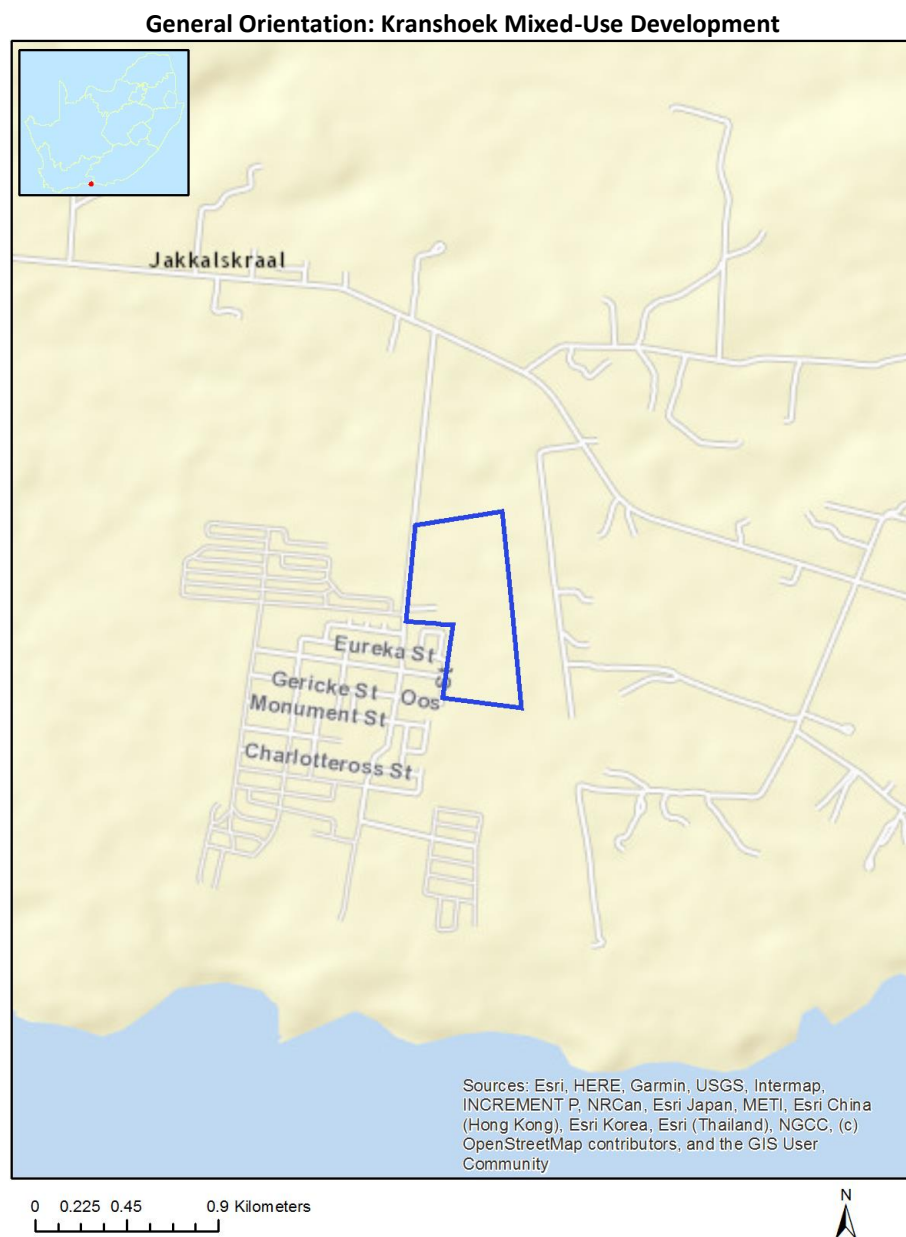 General Orientation: Kranshoek Mixed-Use Development
Jakkalskraal
Eureka St
St
Gericke St
Oos
Monument St
Charlotteross St
Sources: Esri, HERE, Garmin, USGS, Intermap,
INCREMENT P, NRCan, Esri Japan, METI, Esri China
(Hong Kong), Esri Korea, Esri (Thailand), NGCC, (c)
OpenStreetMap contributors, and the GIS User
Community
0 0.225 0.45 0.9 Kilometers
N